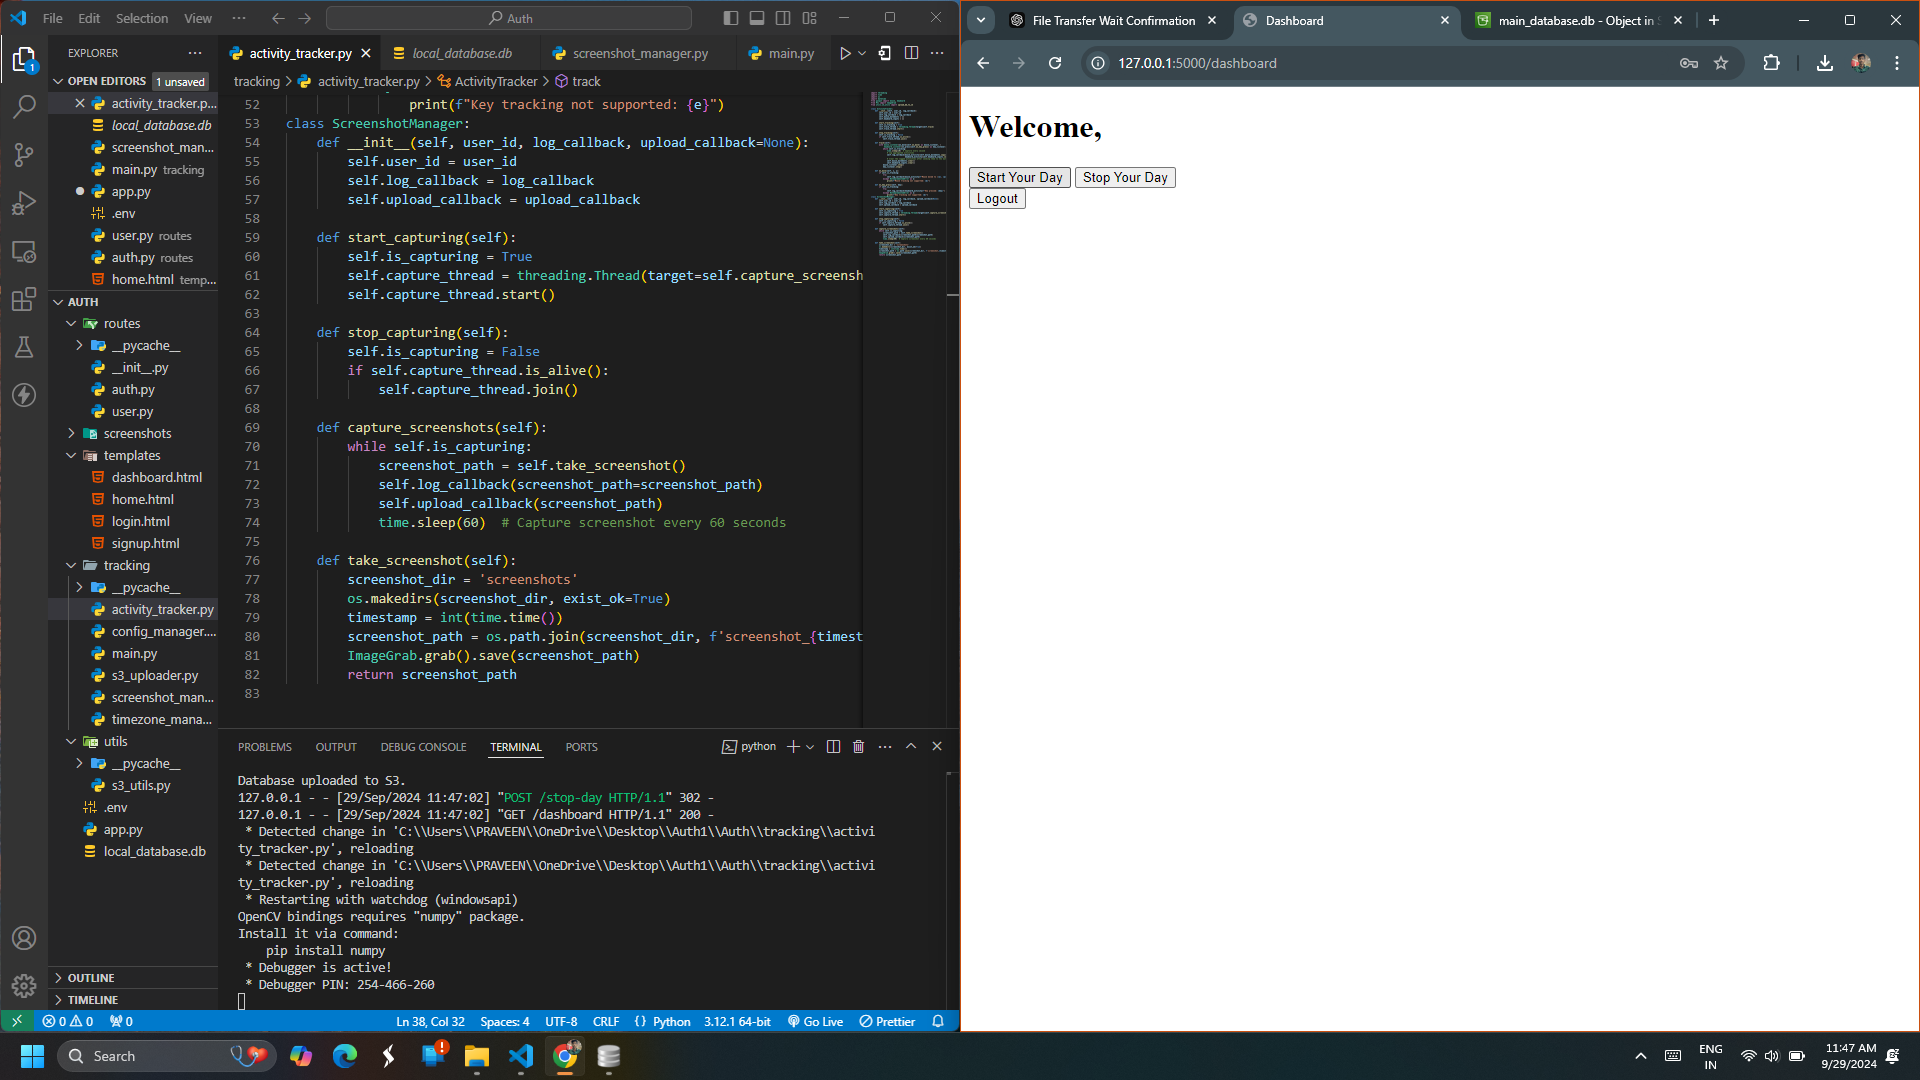 File Edit Selection View ··· Auth
EXPLORER
OPEN EDITORS 1 unsaved
activity_tracker.p...
local_database.db
screenshot_man...
main.py tracking
app.py
.env
user.py routes
auth.py routes
home.html temp...
AUTH
routes
__pycache__
__init__.py
auth.py
user.py
screenshots
templates
dashboard.html
home.html
login.html
signup.html
tracking
__pycache__
activity_tracker.py
config_manager....
main.py
s3_uploader.py
screenshot_man...
timezone_mana...
utils
__pycache__
s3_utils.py
.env
app.py
local_database.db
OUTLINE
TIMELINE
activity_tracker.py local_database.db screenshot_manager.py main.py
tracking > activity_tracker.py > ActivityTracker > track
52 print(f"Key tracking not supported: {e}")
53 class ScreenshotManager:
54 def __init__(self, user_id, log_callback, upload_callback=None):
55 self.user_id = user_id
56 self.log_callback = log_callback
57 self.upload_callback = upload_callback
58
59 def start_capturing(self):
60 self.is_capturing = True
61 self.capture_thread = threading.Thread(target=self.capture_screensh
62 self.capture_thread.start()
63
64 def stop_capturing(self):
65 self.is_capturing = False
66 if self.capture_thread.is_alive():
67 self.capture_thread.join()
68
69 def capture_screenshots(self):
70 while self.is_capturing:
71 screenshot_path = self.take_screenshot()
72 self.log_callback(screenshot_path=screenshot_path)
73 self.upload_callback(screenshot_path)
74 time.sleep(60) # Capture screenshot every 60 seconds
75
76 def take_screenshot(self):
77 screenshot_dir = 'screenshots'
78 os.makedirs(screenshot_dir, exist_ok=True)
79 timestamp = int(time.time())
80 screenshot_path = os.path.join(screenshot_dir, f'screenshot_{timest
81 ImageGrab.grab().save(screenshot_path)
82 return screenshot_path
83
PROBLEMS OUTPUT DEBUG CONSOLE TERMINAL PORTS python
Database uploaded to S3.
127.0.0.1 - - [29/Sep/2024 11:47:02] "POST /stop-day HTTP/1.1" 302 -
127.0.0.1 - - [29/Sep/2024 11:47:02] "GET /dashboard HTTP/1.1" 200 -
* Detected change in 'C:\\Users\\PRAVEEN\\OneDrive\\Desktop\\Auth1\\Auth\\tracking\\activi
ty_tracker.py', reloading
* Detected change in 'C:\\Users\\PRAVEEN\\OneDrive\\Desktop\\Auth1\\Auth\\tracking\\activi
ty_tracker.py', reloading
* Restarting with watchdog (windowsapi)
OpenCV bindings requires "numpy" package.
Install it via command:
pip install numpy
* Debugger is active!
* Debugger PIN: 254-466-260
0 0 0 Ln 38, Col 32 Spaces: 4 UTF-8 CRLF {} Python 3.12.1 64-bit Go Live Prettier
File Transfer Wait Confirmation Dashboard main_database.db - Object in
127.0.0.1:5000/dashboard
Welcome,
Start Your Day Stop Your Day
Logout
Search
ENG
IN
11:47 AM
9/29/2024